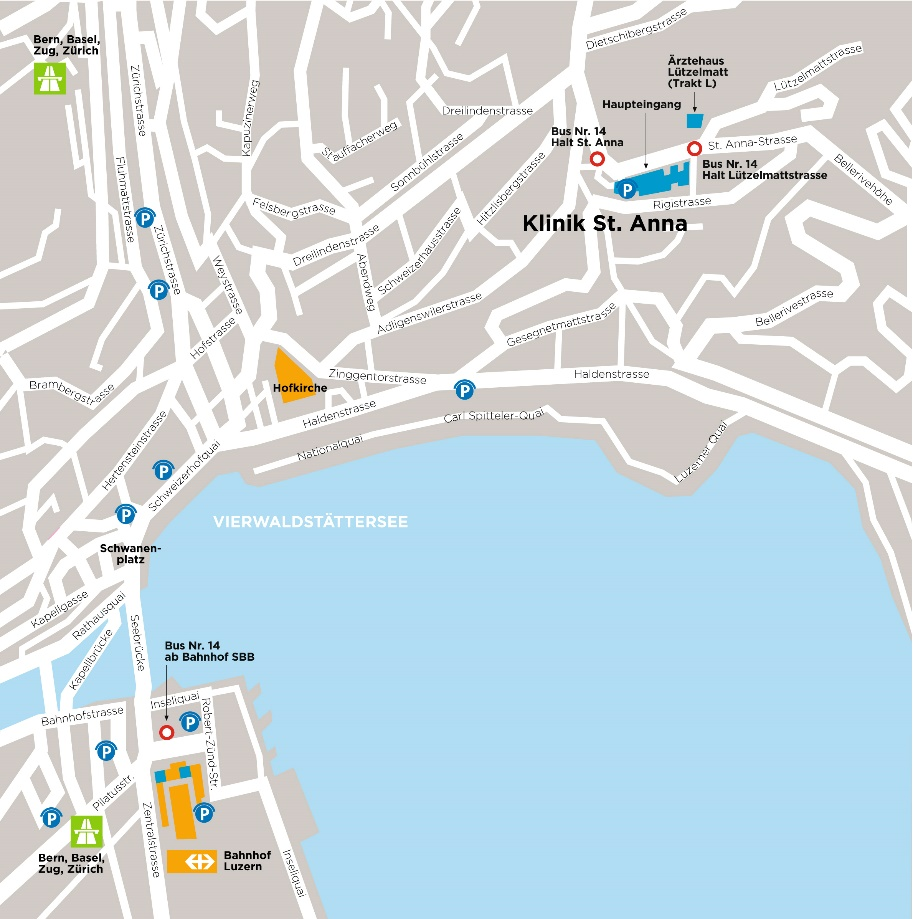 Bern, Basel,
Zug, Zürich
Zürichstrasse
Kapuzinerweg
Dietschibergstrasse
Ärztehaus
Lützelmatt
(Trakt L)
Lützelmattstrasse
Haupteingang
Dreilindenstrasse
Stauffacherweg
Sonnbühlstrasse
Bus Nr. 14
Halt St. Anna
St. Anna-Strasse
Bus Nr. 14
Halt Lützelmattstrasse
Bellerivehöhe
Fluhmattstrasse
P
Hitzlisbergstrasse
P
Rigistrasse
Klinik St. Anna
Felsbergstrasse
Zürichstrasse
Dreilindenstrasse
Schweizerhausstrasse
Weystrasse
Abendweg
P
Adligenswilerstrasse
Gesegnetmattstrasse
Bellerivestrasse
Hofstrasse
Brambergstrasse
Hofkirche
Zinggentorstrasse
P
Haldenstrasse
Haldenstrasse
Carl Spitteler-Quai
Nationalquai
Luzerner Quai
Hertensteinstrasse
P
Schweizerhofquai
P
VIERWALDSTÄTTERSEE
Schwanen-
platz
Kapellgasse
Rathausquai
Kapellbrücke
Seebrücke
Bus Nr. 14
ab Bahnhof SBB
Bahnhofstrasse
Inseliquai
P
Robert-Zünd-Str.
P
Pilatusstr.
P
P
Zentralstrasse
Bern, Basel,
Zug, Zürich
Bahnhof
Luzern
Inseliquai